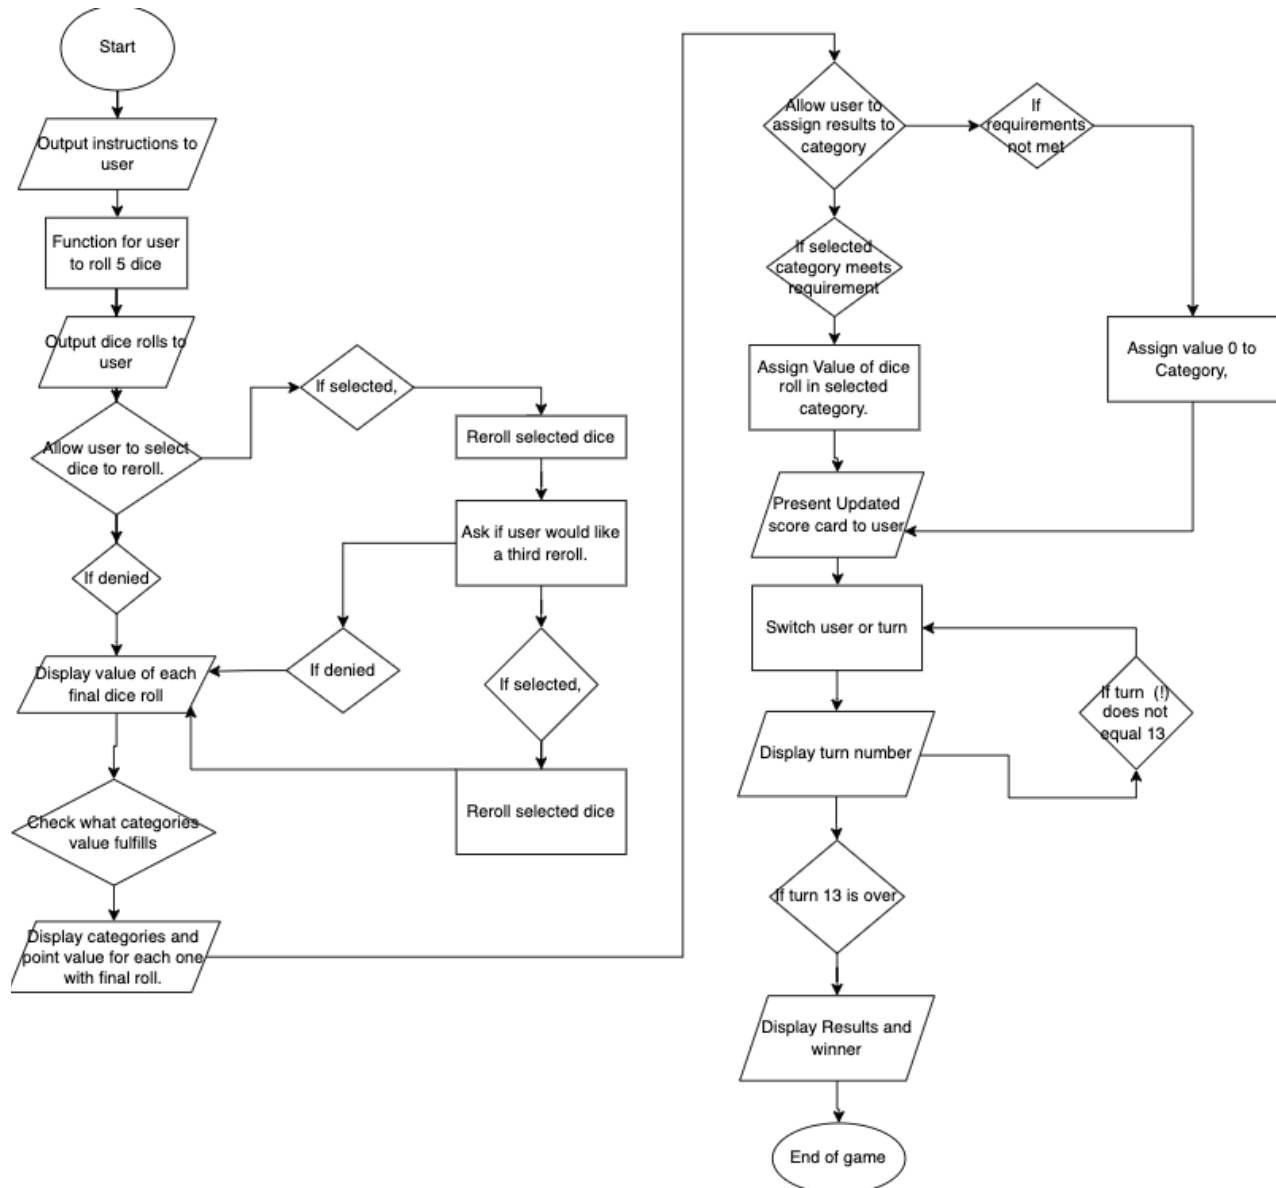 Start
Output instructions to
user
Function for user
to roll 5 dice
Output dice rolls to
user
Allow user to select
dice to reroll.
If denied
Display value of each
final dice roll
Check what categories
value fulfills
Display categories and
point value for each one
with final roll.
If selected,
Reroll selected dice
Ask if user would like
a third reroll.
If denied
If selected,
Reroll selected dice
Allow user to
assign results to
category
If
requirements
not met
If selected
category meets
requirement
Assign value 0 to
Category,
Assign Value of dice
roll in selected
category.
Present Updated
score card to user
Switch user or turn
If turn (!)
does not
equal 13
Display turn number
If turn 13 is over
Display Results and
winner
End of game